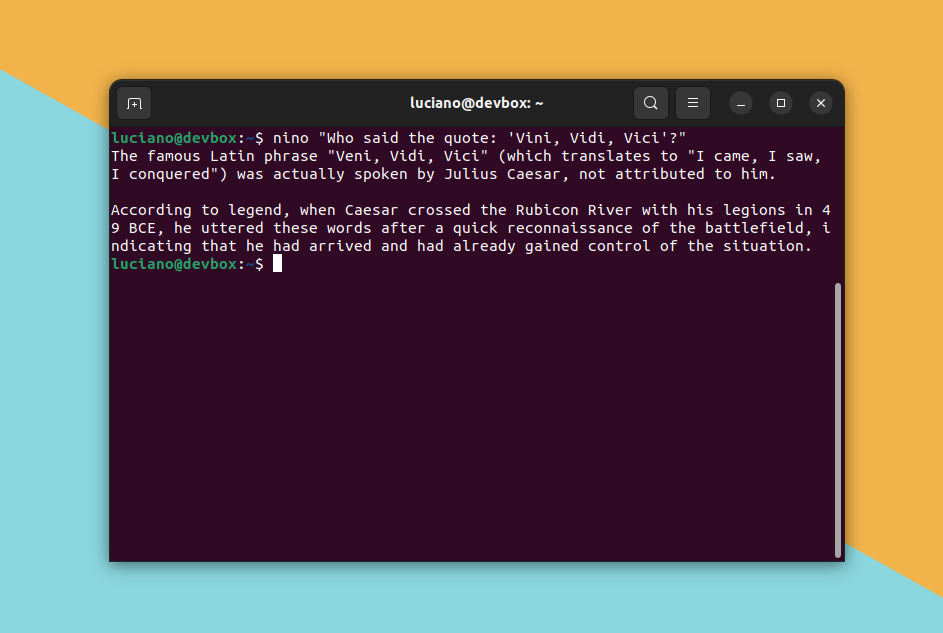 luciano@devbox: ~
luciano@devbox:~$ nino "Who said the quote: 'Vini, Vidi, Vici'?"
The famous Latin phrase "Veni, Vidi, Vici" (which translates to "I came, I saw,
I conquered") was actually spoken by Julius Caesar, not attributed to him.
According to legend, when Caesar crossed the Rubicon River with his legions in 4
9 BCE, he uttered these words after a quick reconnaissance of the battlefield, i
ndicating that he had arrived and had already gained control of the situation.
luciano@devbox:~$